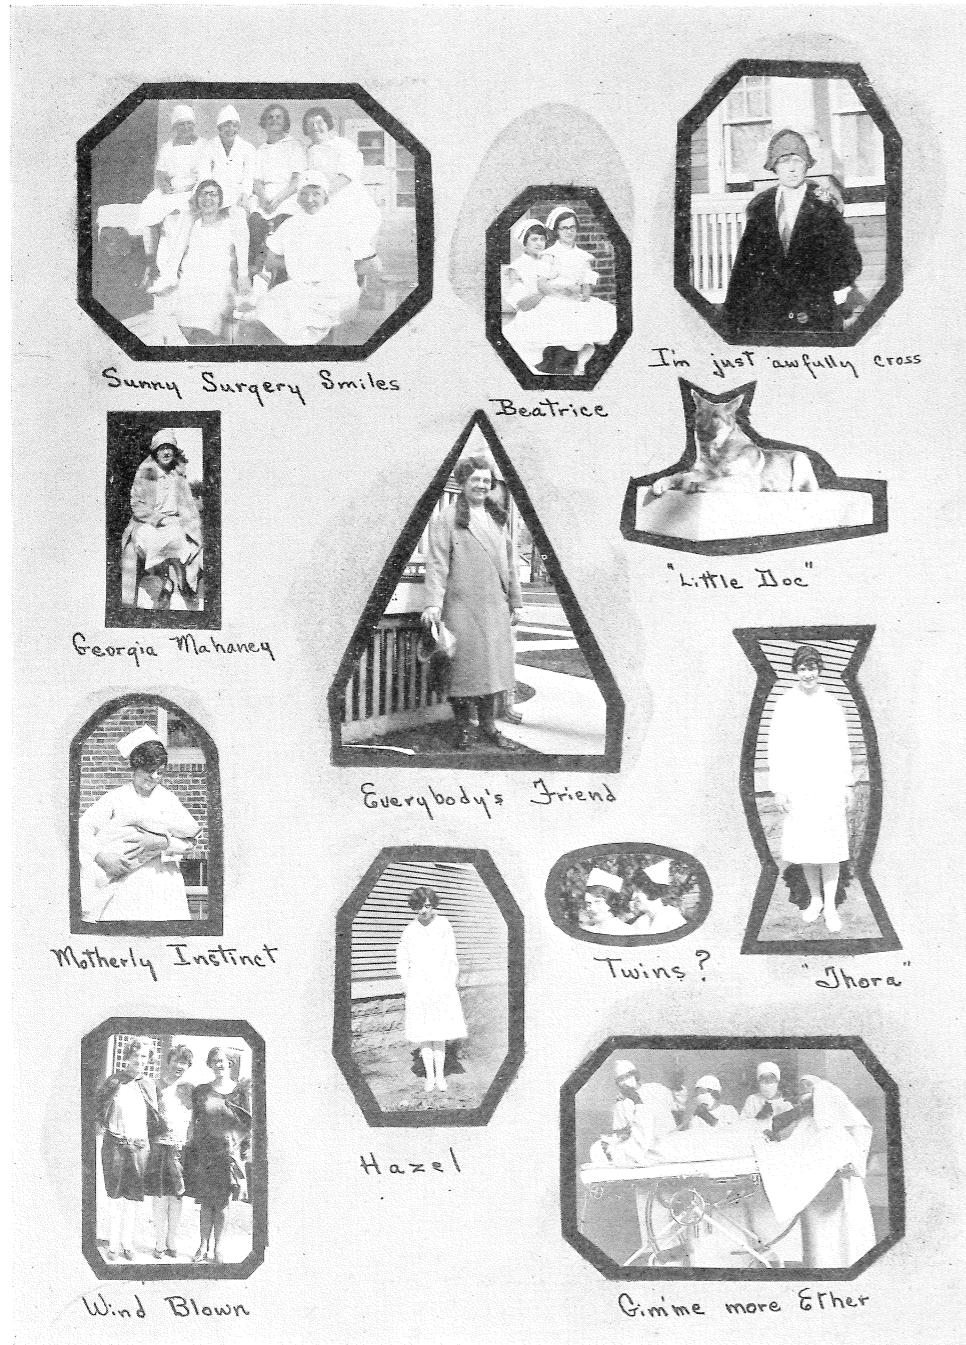 Sunny Surgery Smiles
Beatrice
I'm just awfully cross
Georgia Mahaney
"Little Doc"
Everybody's Friend
Motherly Instinct
Twins?
"Thora"
Hazel
Wind Blown
Gim'me more Ether